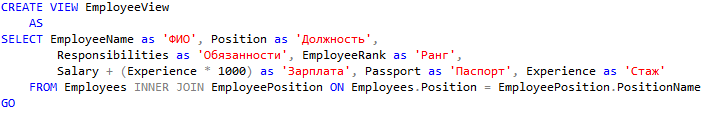 CREATE VIEW EmployeeView
AS
SELECT EmployeeName as 'ФИО', Position as 'Должность',
Responsibilities as 'Обязанности', EmployeeRank as 'Ранг',
Salary + (Experience * 1000) as 'Зарплата', Passport as 'Паспорт', Experience as 'Стаж'
FROM Employees INNER JOIN EmployeePosition ON Employees.Position = EmployeePosition.PositionName
GO